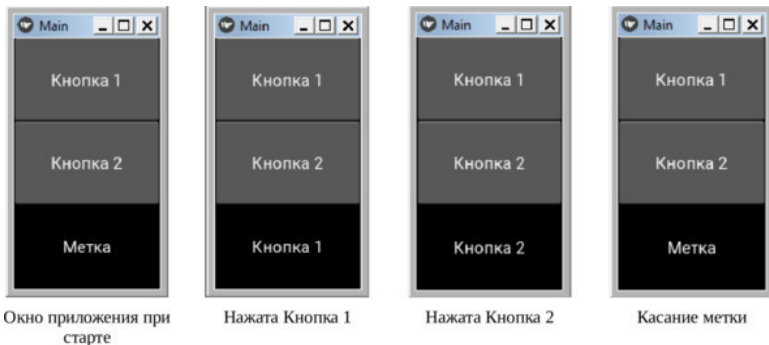 Main
Кнопка 1
Кнопка 2
Метка
Окно приложения при
старте
Main
Кнопка 1
Кнопка 2
Кнопка 1
Нажата Кнопка 1
Main
Кнопка 1
Кнопка 2
Кнопка 2
Нажата Кнопка 2
Main
Кнопка 1
Кнопка 2
Метка
Касание метки